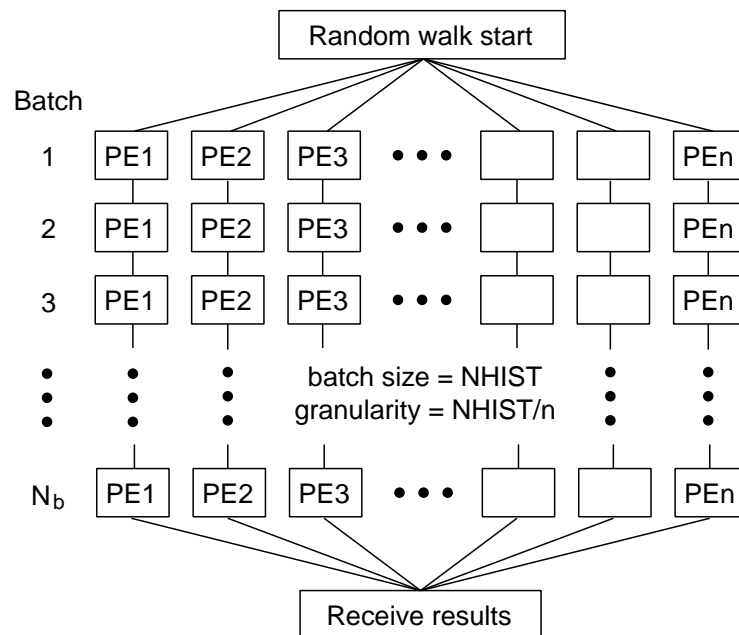 Random walk start
Batch
1 PE1 PE2 PE3 • • • PEn
2 PE1 PE2 PE3 • • • PEn
3 PE1 PE2 PE3 • • • PEn
batch size = NHIST
granularity = NHIST/n
N_b PE1 PE2 PE3 • • • PEn
Receive results